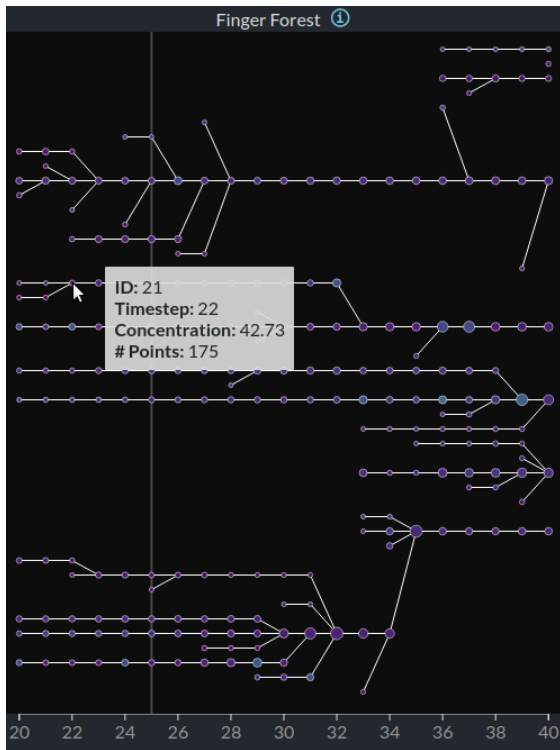 Finger Forest
ID: 21
Timestep: 22
Concentration: 42.73
# Points: 175
20 22 24 26 28 30 32 34 36 38 40